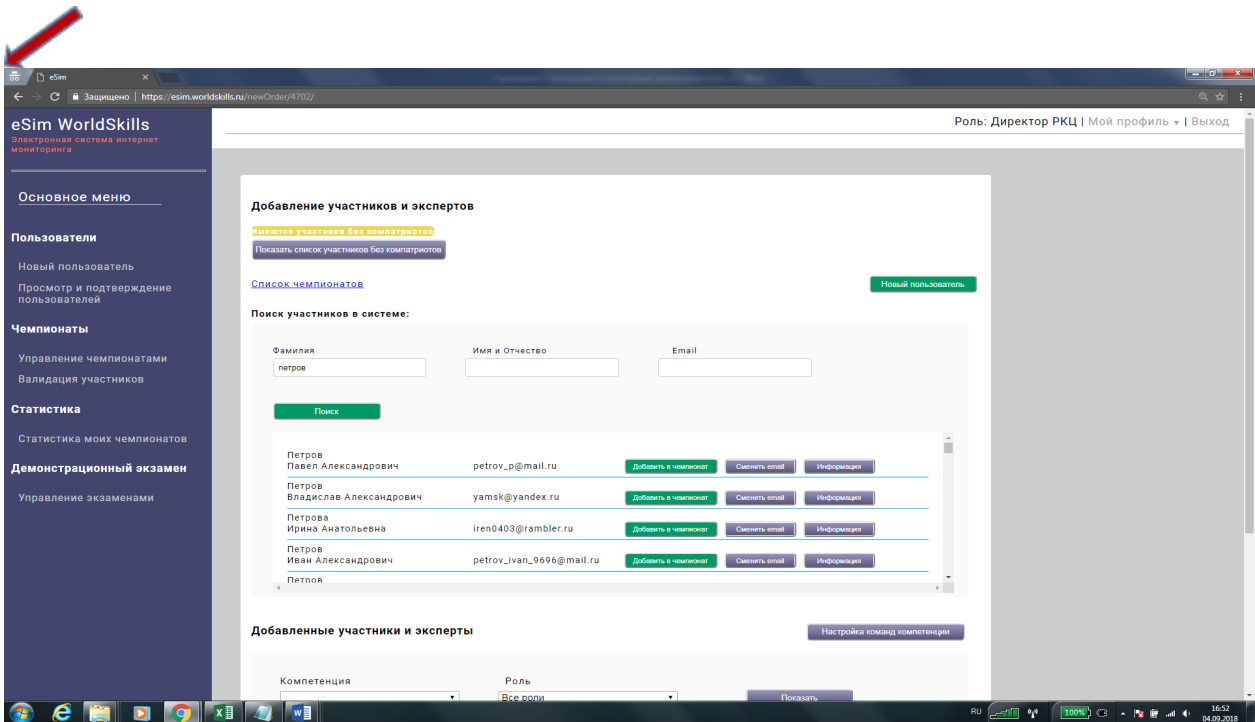 eSim
Защищено | https://esim.worldskills.ru/newOrder/4702/
eSim WorldSkills
Электронная система интернет
мониторинга
Роль: Директор РКЦ | Мой профиль | Выход
Основное меню
Пользователи
Новый пользователь
Просмотр и подтверждение
пользователей
Чемпионаты
Управление чемпионатами
Валидация участников
Статистика
Статистика моих чемпионатов
Демонстрационный экзамен
Управление экзаменами
Добавление участников и экспертов
Имеются участники без компатриотов
Показать список участников без компатриотов
Список чемпионатов
Новый пользователь
Поиск участников в системе:
Фамилия Имя и Отчество Email
петров
Поиск
Петров
Павел Александрович petrov_p@mail.ru Добавить в чемпионат Сменить email Информация
Петров
Владислав Александрович yamsk@yandex.ru Добавить в чемпионат Сменить email Информация
Петрова
Ирина Анатольевна iren0403@rambler.ru Добавить в чемпионат Сменить email Информация
Петров
Иван Александрович petrov_ivan_9696@mail.ru Добавить в чемпионат Сменить email Информация
Петров
Добавленные участники и эксперты
Настройка команд компетенции
Компетенция Роль
Все роли Показать
RU 100% 16:52
04.09.2018